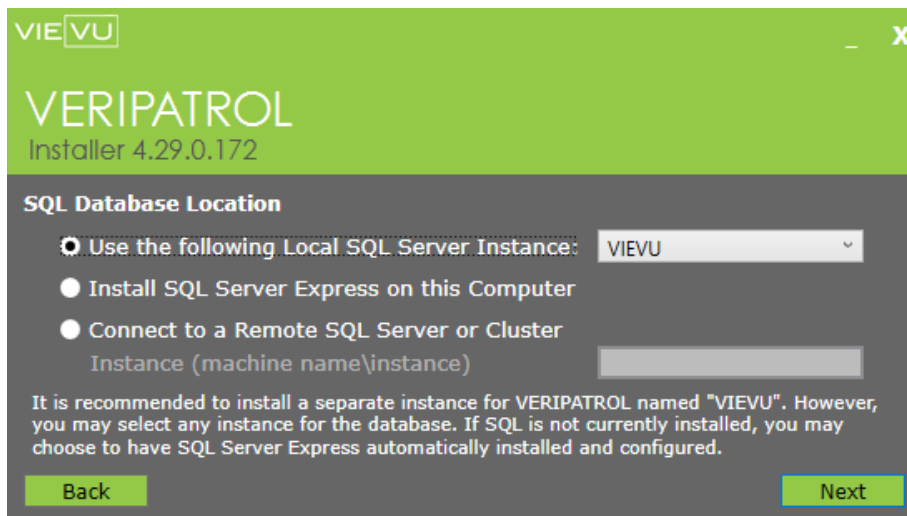 VIEVU
_ X
VERIPATROL
Installer 4.29.0.172
SQL Database Location
Use the following Local SQL Server Instance: VIEVU
Install SQL Server Express on this Computer
Connect to a Remote SQL Server or Cluster
Instance (machine name\instance)
It is recommended to install a separate instance for VERIPATROL named "VIEVU". However,
you may select any instance for the database. If SQL is not currently installed, you may
choose to have SQL Server Express automatically installed and configured.
Back Next